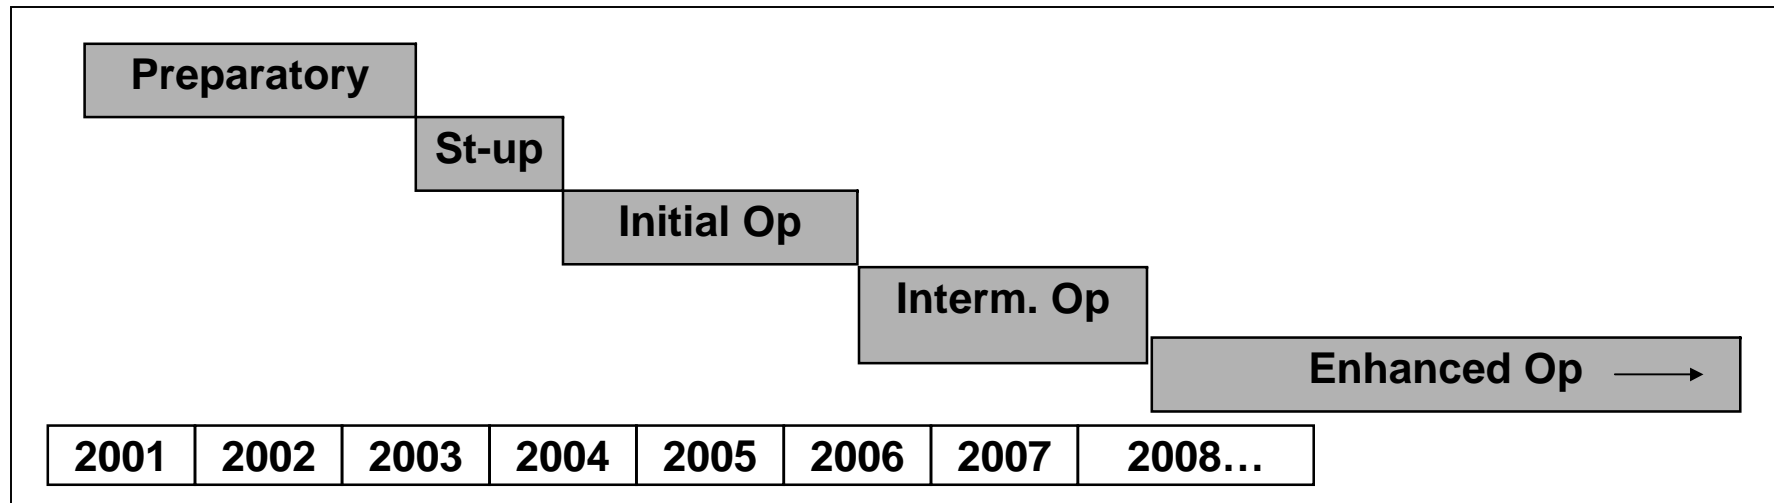 Preparatory
St-up
Initial Op
Interm. Op
Enhanced Op
2001 2002 2003 2004 2005 2006 2007 2008…